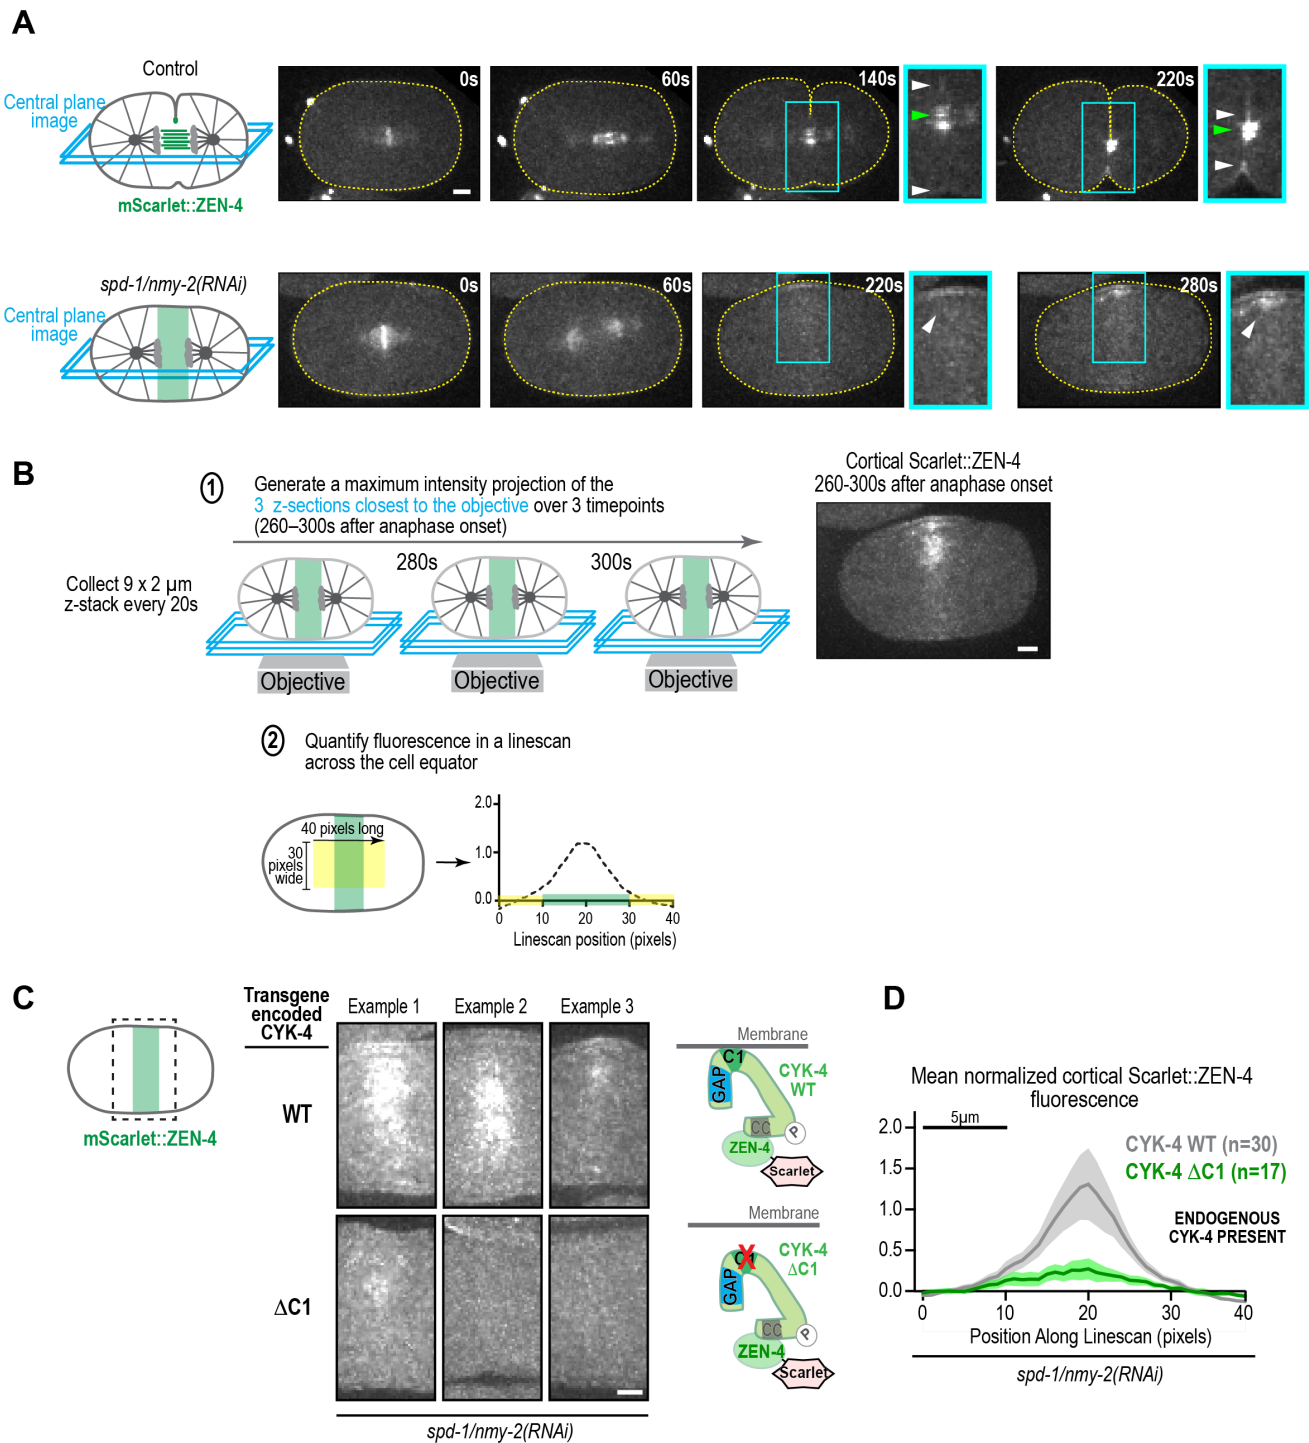 A
Control
Central plane
image
mScarlet::ZEN-4
0s
60s
140s
220s
spd-1/nmy-2(RNAi)
Central plane
image
0s
60s
220s
280s
B
1
Generate a maximum intensity projection of the
3 z-sections closest to the objective over 3 timepoints
(260–300s after anaphase onset)
Cortical Scarlet::ZEN-4
260-300s after anaphase onset
280s
300s
Collect 9 x 2 µm
z-stack every 20s
Objective
Objective
Objective
2
Quantify fluorescence in a linescan
across the cell equator
40 pixels long
30
pixels
wide
2.0
1.0
0.0
0 10 20 30 40
Linescan position (pixels)
C
mScarlet::ZEN-4
Transgene
encoded
CYK-4
Example 1
Example 2
Example 3
WT
ΔC1
spd-1/nmy-2(RNAi)
Membrane
C1
GAP
CYK-4
WT
CC
P
ZEN-4
Scarlet
Membrane
C1
GAP
CYK-4
ΔC1
CC
P
ZEN-4
Scarlet
D
Mean normalized cortical Scarlet::ZEN-4
fluorescence
5µm
2.0
1.5
1.0
0.5
0.0
CYK-4 WT (n=30)
CYK-4 ΔC1 (n=17)
ENDOGENOUS
CYK-4 PRESENT
0 10 20 30 40
Position Along Linescan (pixels)
spd-1/nmy-2(RNAi)